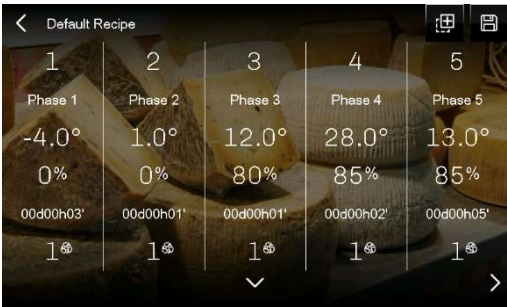 Default Recipe
1 2 3 4 5
Phase 1 Phase 2 Phase 3 Phase 4 Phase 5
-4.0° 1.0° 12.0° 28.0° 13.0°
0% 0% 80% 85% 85%
00d00h03' 00d00h01' 00d00h01' 00d00h02' 00d00h05'
1 1 1 1 1